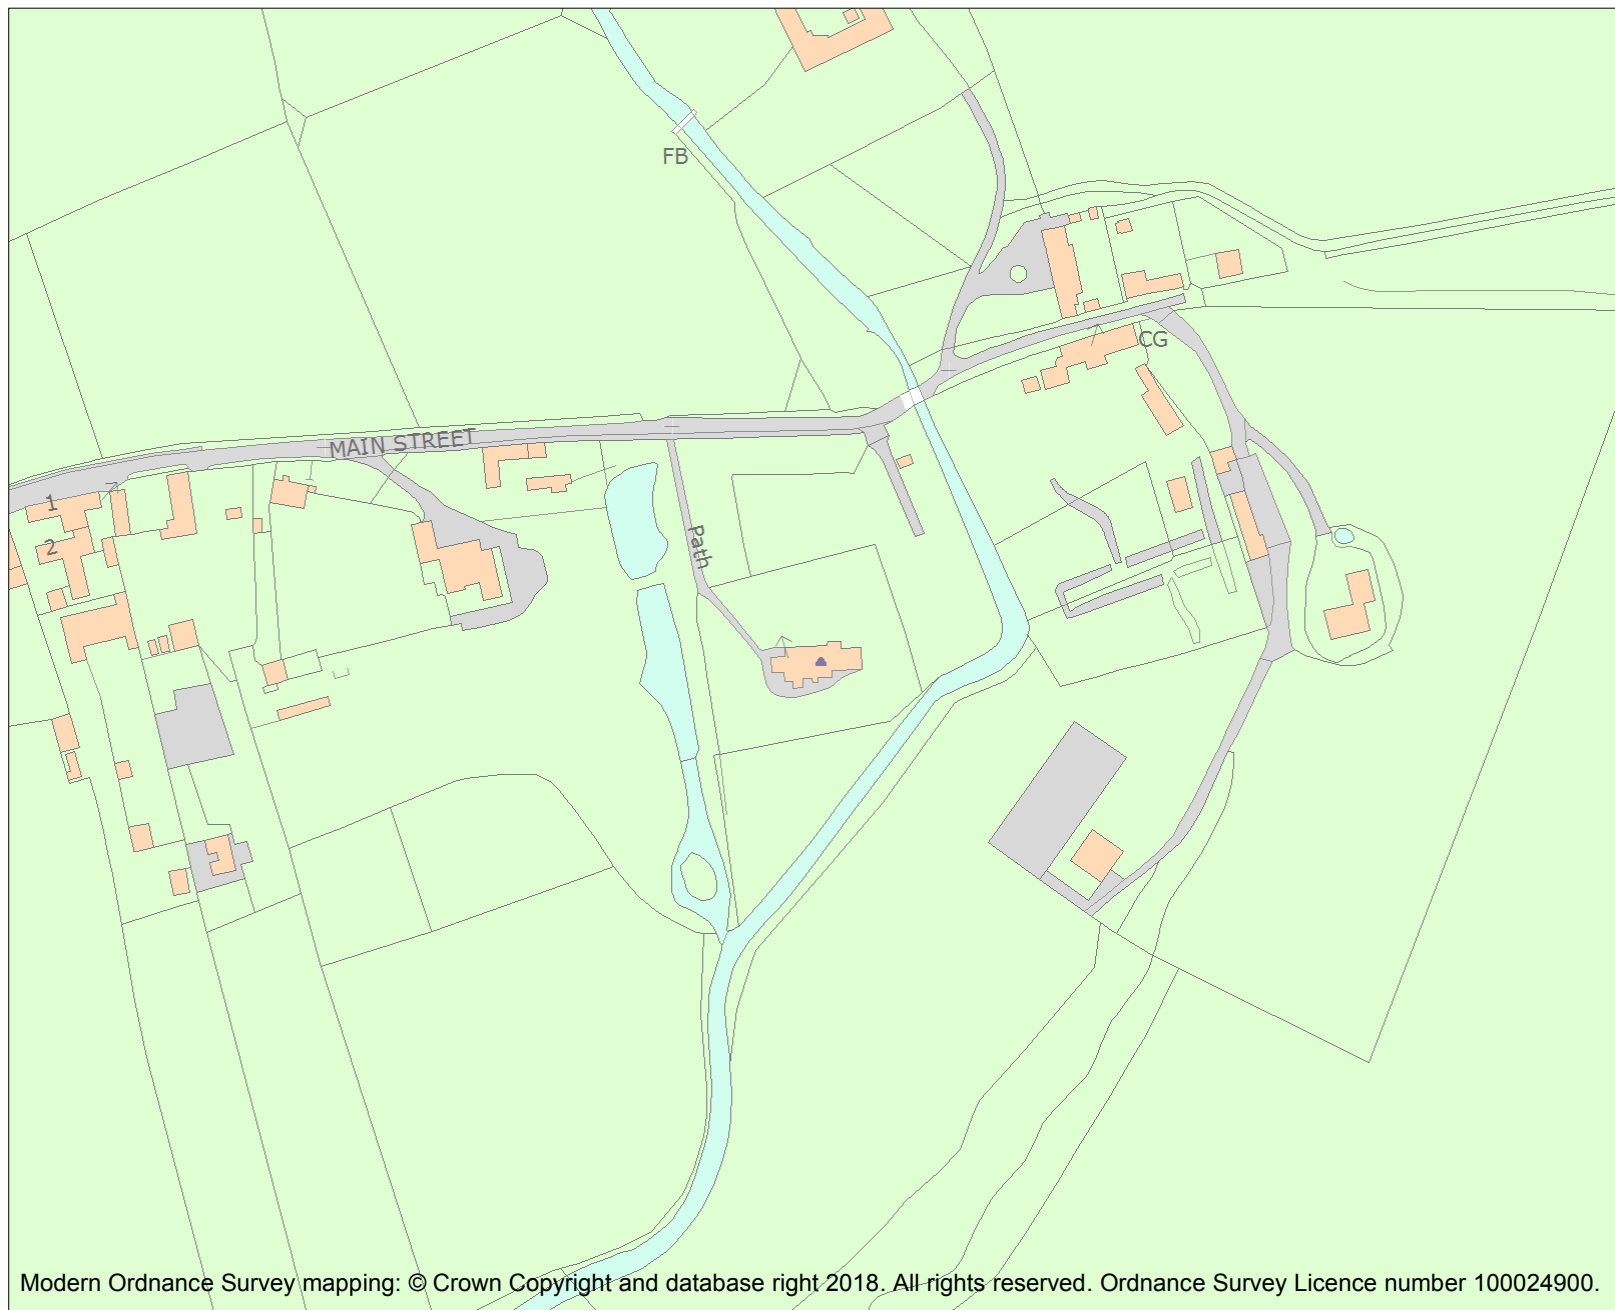 FB
CG
MAIN STREET
1
2
Path
Modern Ordnance Survey mapping: © Crown Copyright and database right 2018. All rights reserved. Ordnance Survey Licence number 100024900.